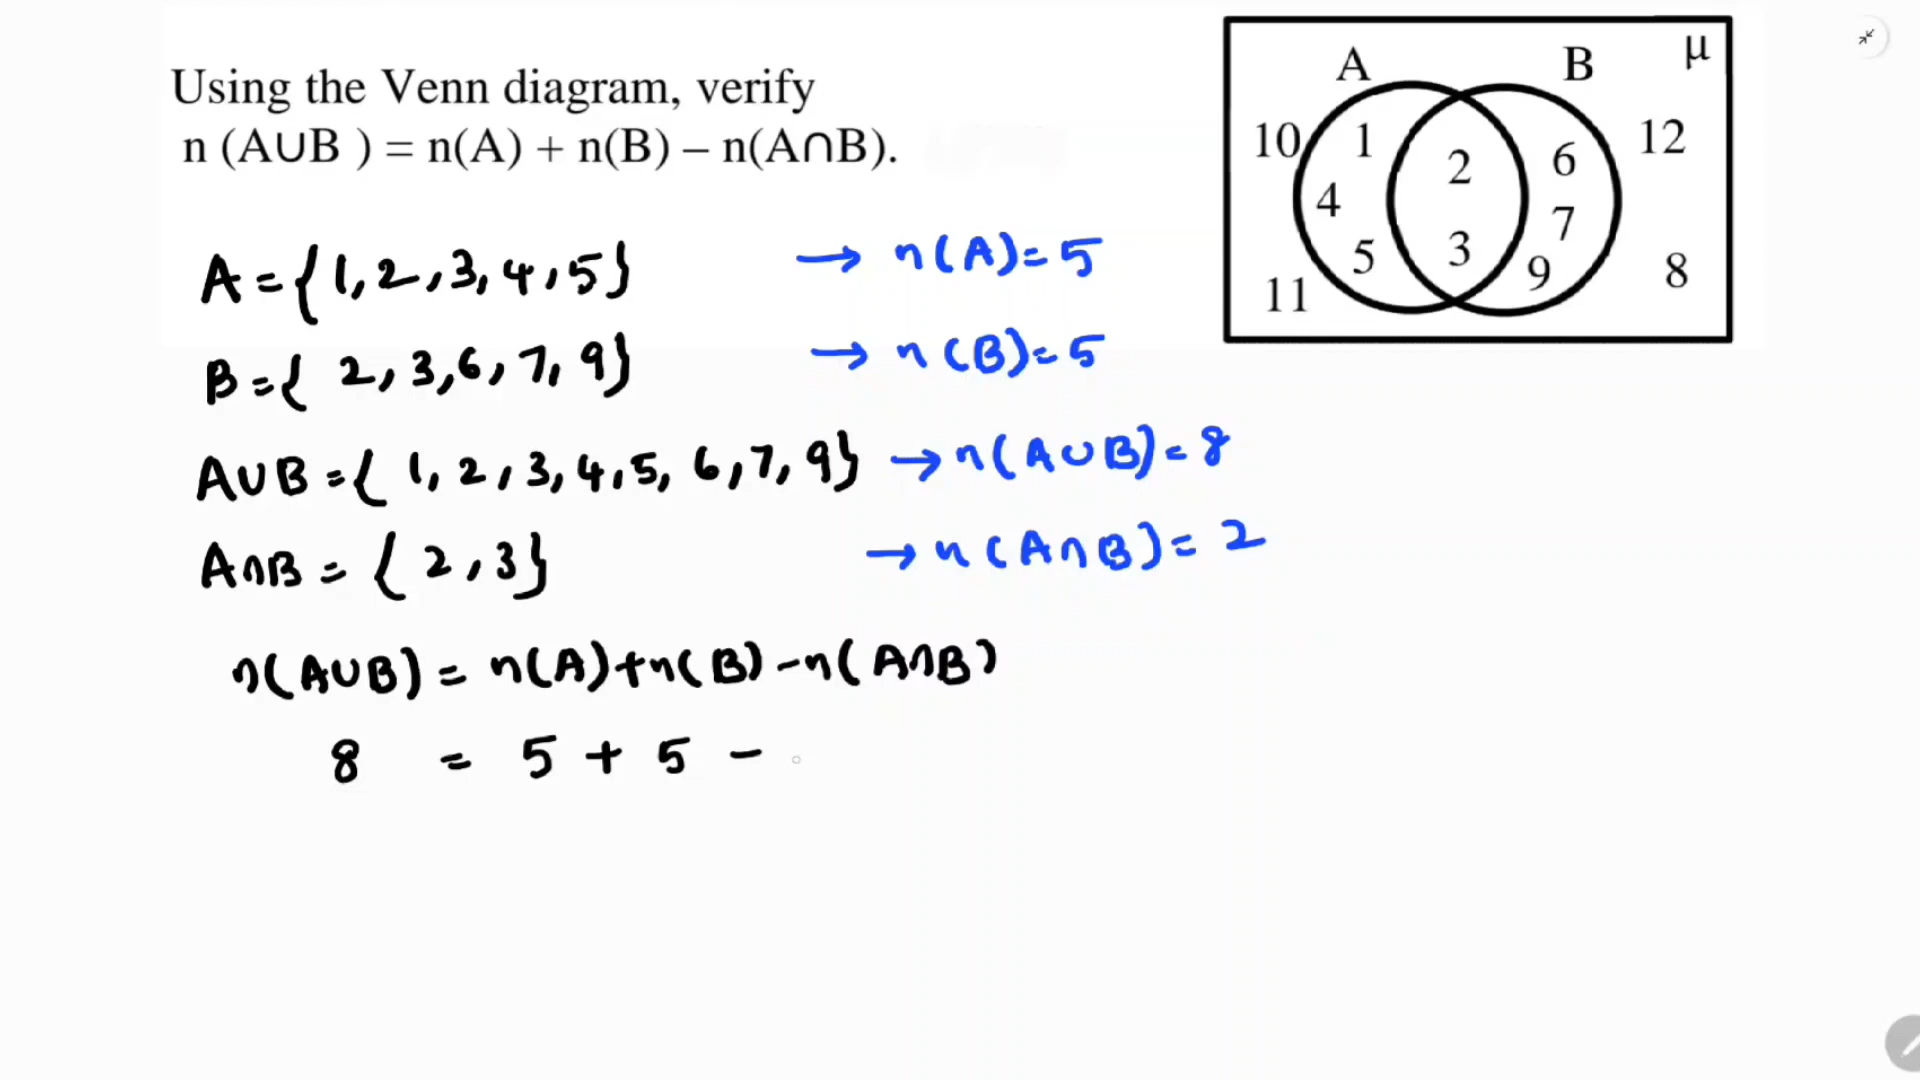 Using the Venn diagram, verify
n (A∪B ) = n(A) + n(B) – n(A∩B).
A = {1, 2, 3, 4, 5} → n(A) = 5
B = { 2, 3, 6, 7, 9} → n(B) = 5
A∪B = { 1, 2, 3, 4, 5, 6, 7, 9} → n(A∪B) = 8
A∩B = { 2, 3} → n(A∩B) = 2
n(A∪B) = n(A) + n(B) - n(A∩B)
8 = 5 + 5 -
A B μ
10 1 2 6 12
4 7
5 3 9 8
11